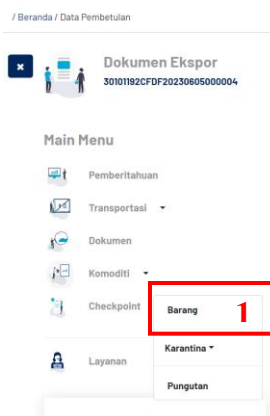 / Beranda / Data Pembetulan
×
Dokumen Ekspor
30101192CFDF20230605000004
Main Menu
Pemberitahuan
Transportasi
Dokumen
Komoditi
Checkpoint
Barang 1
Karantina
Layanan
Pungutan